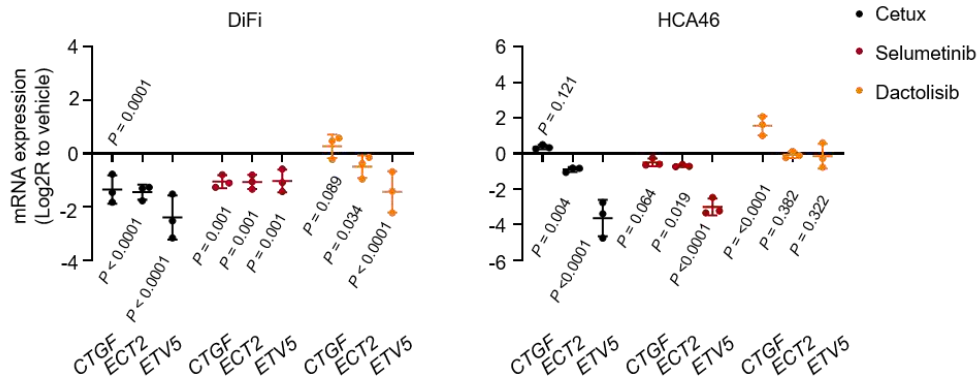 DiFi
HCA46
Cetux
Selumetinib
Dactolisib
mRNA expression
(Log2R to vehicle)
4
2
0
-2
-4
P = 0.0001
P < 0.0001
P < 0.0001
P = 0.001
P = 0.001
P = 0.001
P = 0.089
P = 0.034
P < 0.0001
CTGF
ECT2
ETV5
CTGF
ECT2
ETV5
CTGF
ECT2
ETV5
6
4
2
0
-2
-4
-6
P = 0.121
P = 0.004
P<0.0001
P = 0.064
P = 0.019
P <0.0001
P = <0.0001
P = 0.382
P = 0.322
CTGF
ECT2
ETV5
CTGF
ECT2
ETV5
CTGF
ECT2
ETV5